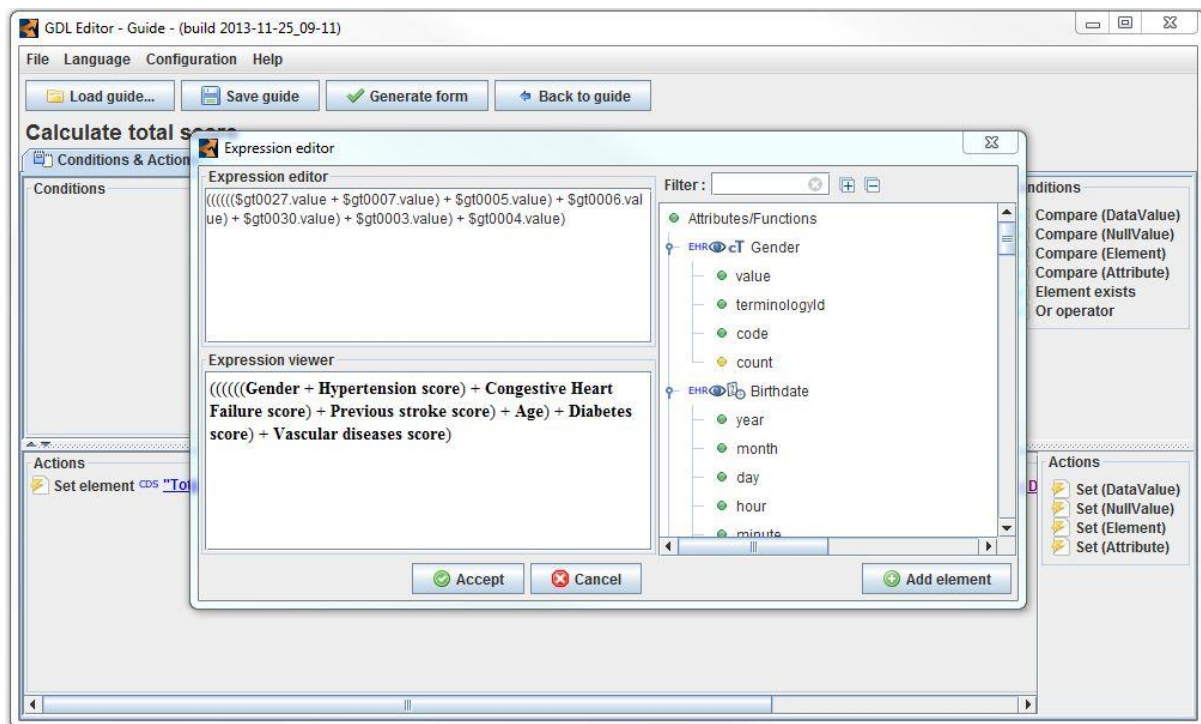 GDL Editor - Guide - (build 2013-11-25_09-11)
File Language Configuration Help
Load guide... Save guide Generate form Back to guide
Calculate total score
Conditions & Action
Conditions
Expression editor
Expression editor
((((((($gt0027.value + $gt0007.value) + $gt0005.value) + $gt0006.val
ue) + $gt0030.value) + $gt0003.value) + $gt0004.value)
Expression viewer
((((((Gender + Hypertension score) + Congestive Heart
Failure score) + Previous stroke score) + Age) + Diabetes
score) + Vascular diseases score)
Filter :
Attributes/Functions
EHR cT Gender
value
terminologyId
code
count
EHR Birthdate
year
month
day
hour
minute
Accept Cancel Add element
nditions
Compare (DataValue)
Compare (NullValue)
Compare (Element)
Compare (Attribute)
Element exists
Or operator
Actions
Set element CDS "Tot
D
Actions
Set (DataValue)
Set (NullValue)
Set (Element)
Set (Attribute)